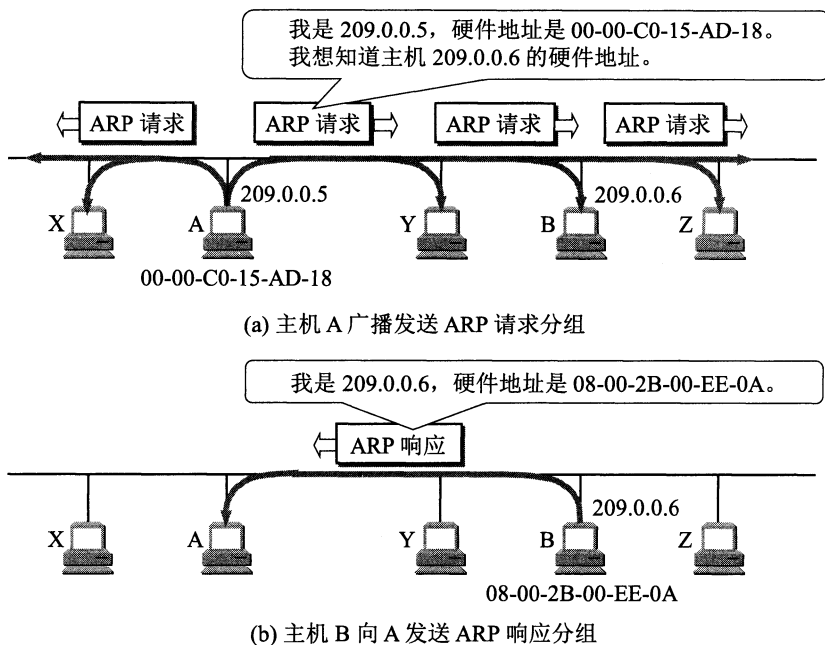 我是 209.0.0.5，硬件地址是 00-00-C0-15-AD-18。
我想知道主机 209.0.0.6 的硬件地址。
ARP 请求
ARP 请求
ARP 请求
ARP 请求
209.0.0.5
209.0.0.6
X
A
Y
B
Z
00-00-C0-15-AD-18
(a) 主机 A 广播发送 ARP 请求分组
我是 209.0.0.6，硬件地址是 08-00-2B-00-EE-0A。
ARP 响应
209.0.0.6
X
A
Y
B
Z
08-00-2B-00-EE-0A
(b) 主机 B 向 A 发送 ARP 响应分组